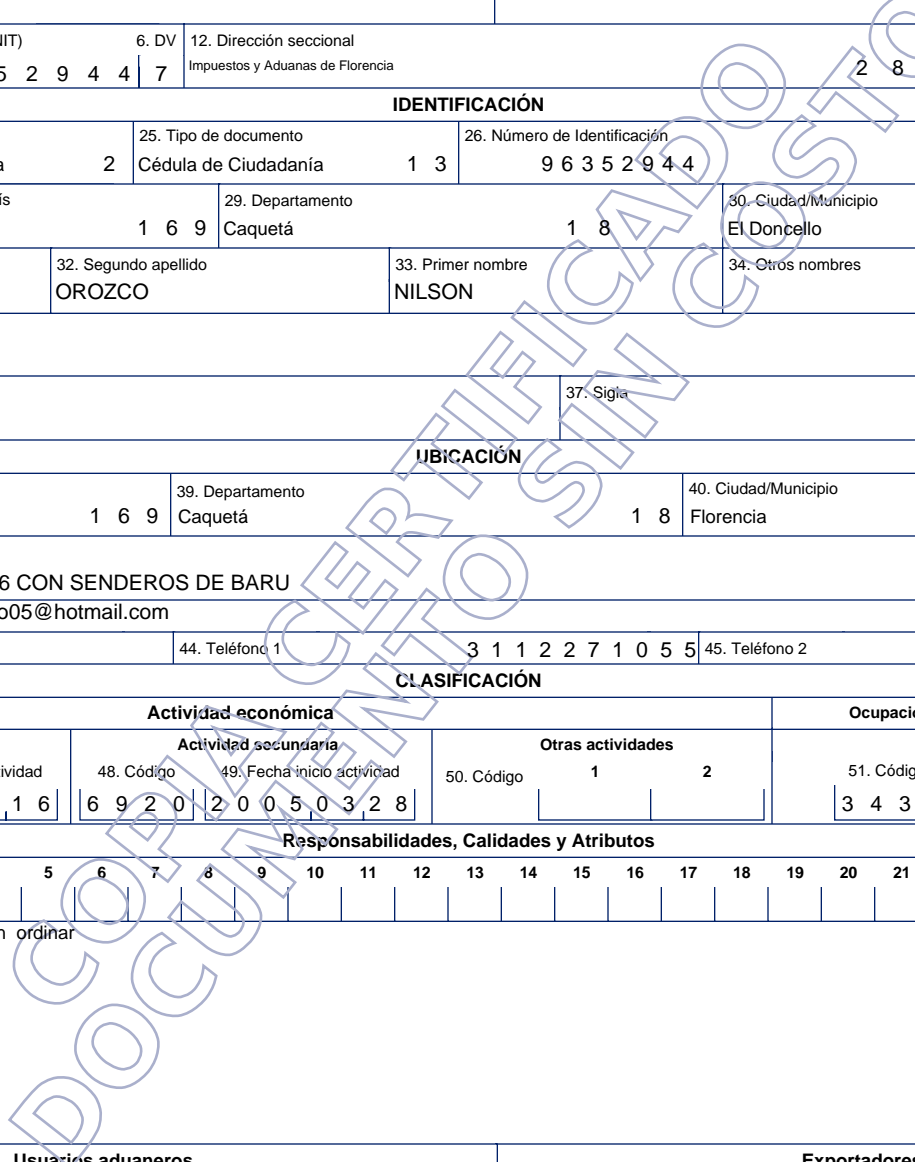 NIT) 6. DV 12. Dirección seccional
5 2 9 4 4 7 Impuestos y Aduanas de Florencia 2 8
IDENTIFICACIÓN
25. Tipo de documento 26. Número de Identificación
a 2 Cédula de Ciudadanía 1 3 9 6 3 5 2 9 4 4
ís 29. Departamento 30. Ciudad/Municipio
1 6 9 Caquetá 1 8 El Doncello
32. Segundo apellido 33. Primer nombre 34. Otros nombres
OROZCO NILSON
37. Sigla
UBICACIÓN
39. Departamento 40. Ciudad/Municipio
1 6 9 Caquetá 1 8 Florencia
6 CON SENDEROS DE BARU
o05@hotmail.com
44. Teléfono 1 3 1 1 2 2 7 1 0 5 5 45. Teléfono 2
CLASIFICACIÓN
Actividad económica Ocupació
Actividad secundaria Otras actividades
ividad 48. Código 49. Fecha inicio actividad 50. Código 1 2 51. Códig
1 6 6 9 2 0 2 0 0 5 0 3 2 8 3 4 3
Responsabilidades, Calidades y Atributos
5 6 7 8 9 10 11 12 13 14 15 16 17 18 19 20 21
n ordinar
Usuarios aduaneros Exportadores
COPIA CERTIFICADO
DOCUMENTO SIN COSTO